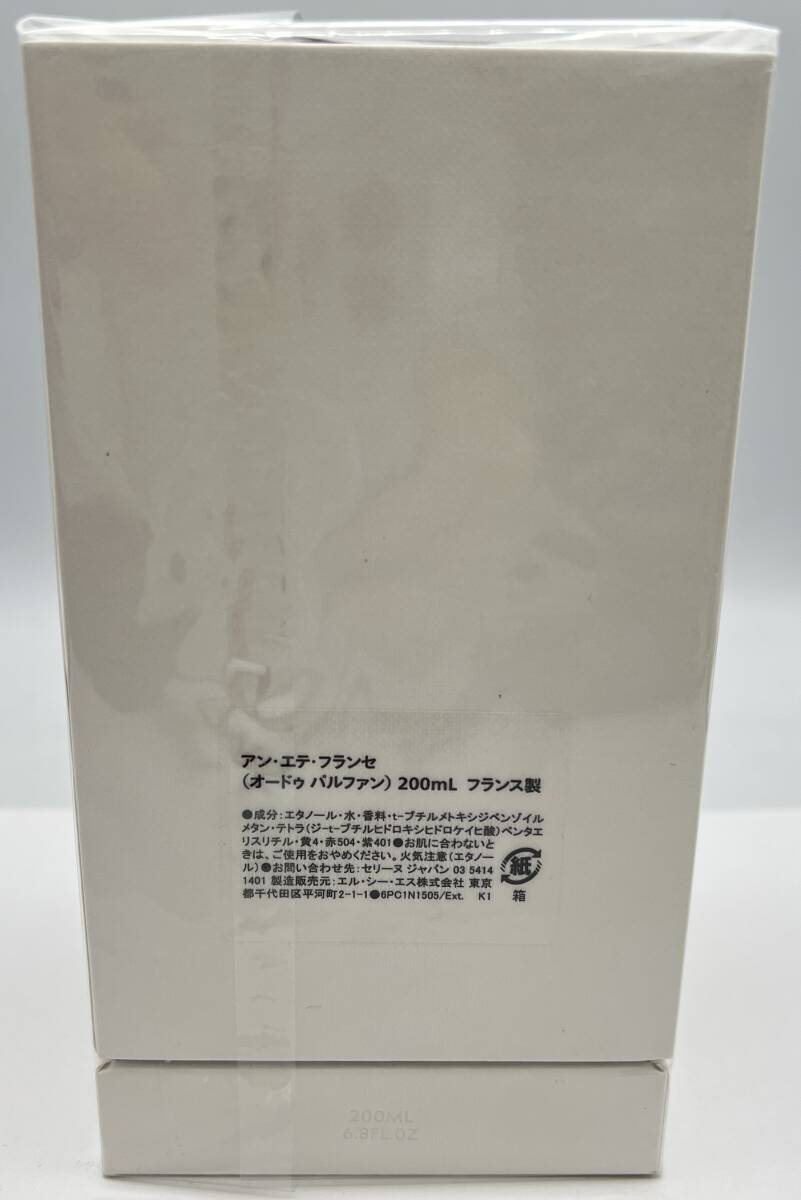 アン・エテ・フランセ
（オードゥ パルファン）200mL フランス製
●成分：エタノール・水・香料・t-ブチルメトキシジベンゾイル
メタン・テトラ（ジ-t-ブチルヒドロキシヒドロケイヒ酸）ペンタエ
リスリチル・黄4・赤504・紫401●お肌に合わないと
きは、ご使用をおやめください。火気注意（エタノー
ル）●お問い合わせ先：セリーヌ ジャパン 03 5414
1401 製造販売元：エル・シー・エス株式会社 東京
都千代田区平河町2-1-1●6PC1N1505/Ext. KI
紙
箱
200ML
6.8FL.OZ